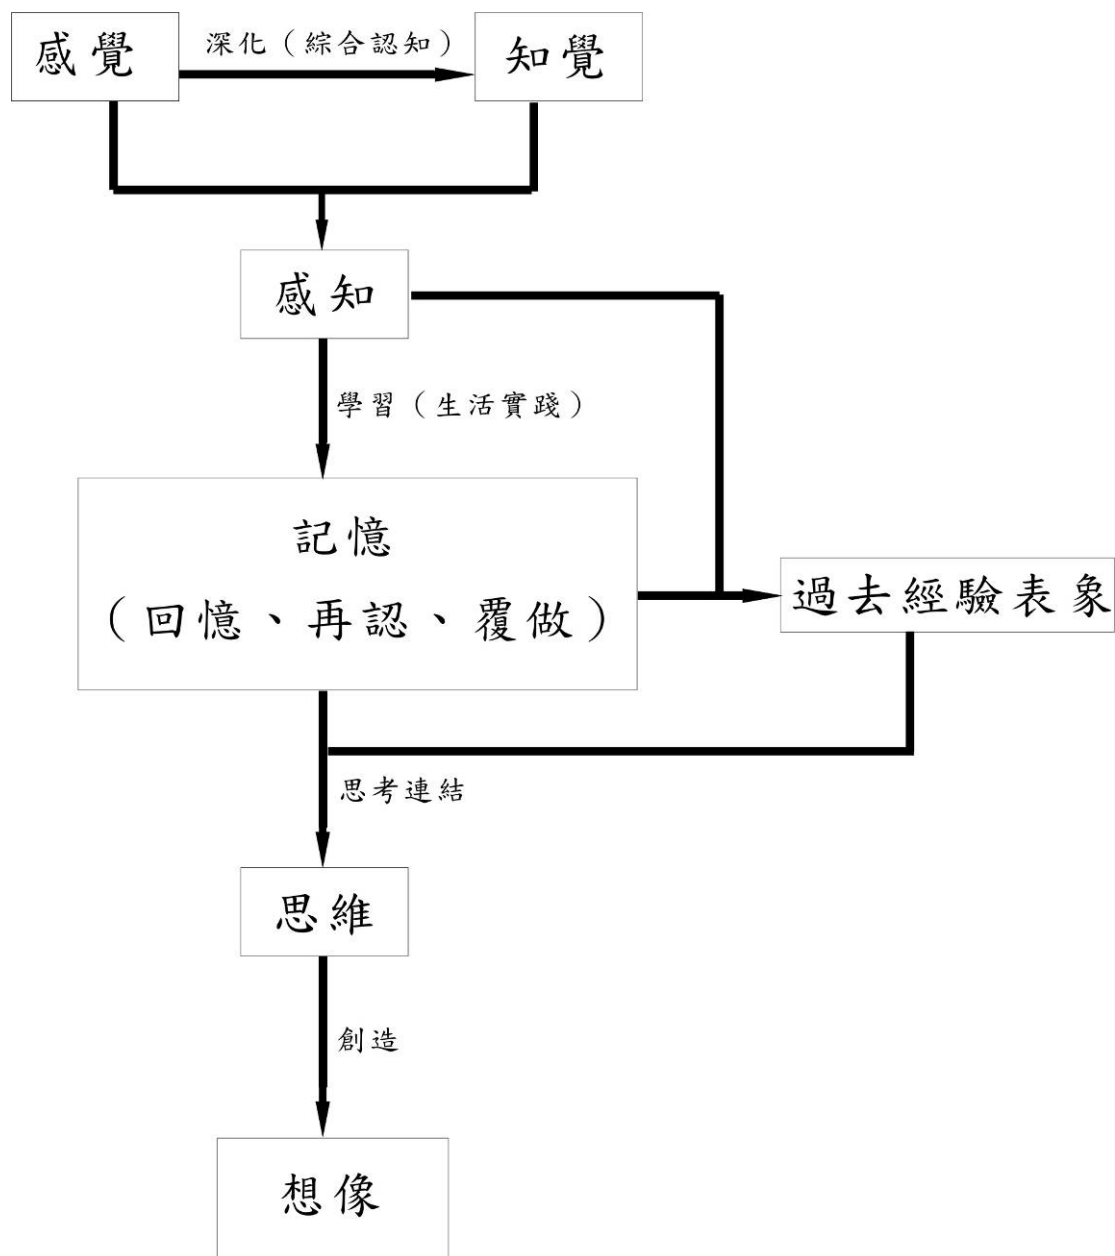 感覺
深化（綜合認知）
知覺
感知
學習（生活實踐）
記憶
（回憶、再認、覆做）
過去經驗表象
思考連結
思維
創造
想像